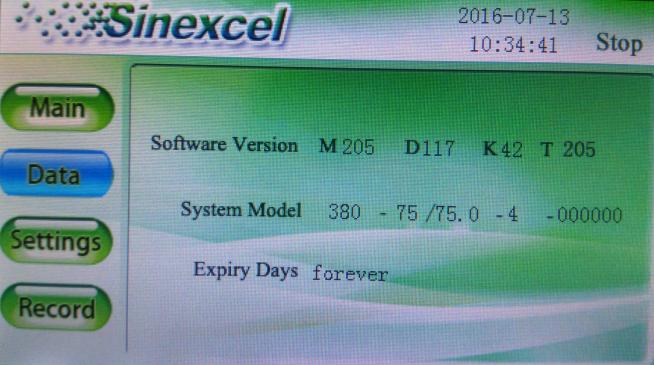 Sinexcel
2016-07-13
10:34:41 Stop
Main
Software Version M 205 D117 K42 T 205
Data
System Model 380 - 75 /75.0 - 4 -000000
Settings
Expiry Days forever
Record